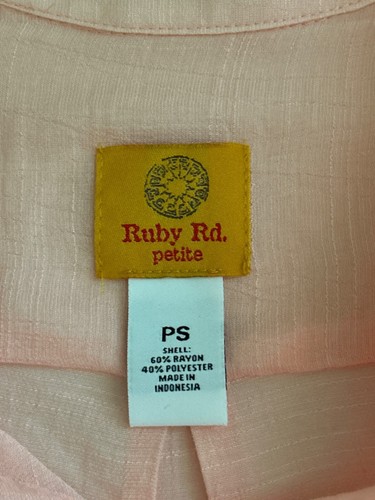 Ruby Rd.
petite
PS
SHELL:
60% RAYON
40% POLYESTER
MADE IN
INDONESIA